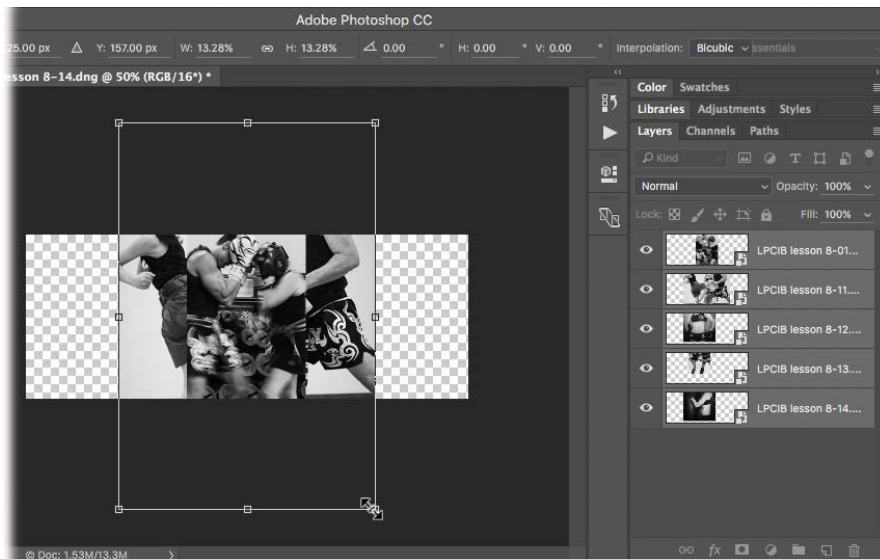 Adobe Photoshop CC
25.00 px Y: 157.00 px W: 13.28% H: 13.28% 0.00 ° H: 0.00 ° V: 0.00 ° Interpolation: Bicubic ssentials
esson 8-14.dng @ 50% (RGB/16*) *
Color Swatches
Libraries Adjustments Styles
Layers Channels Paths
Kind
Normal Opacity: 100%
Lock: Fill: 100%
LPCIB lesson 8-01...
LPCIB lesson 8-11....
LPCIB lesson 8-12....
LPCIB lesson 8-13....
LPCIB lesson 8-14....
fx
Doc: 1.53M/13.3M